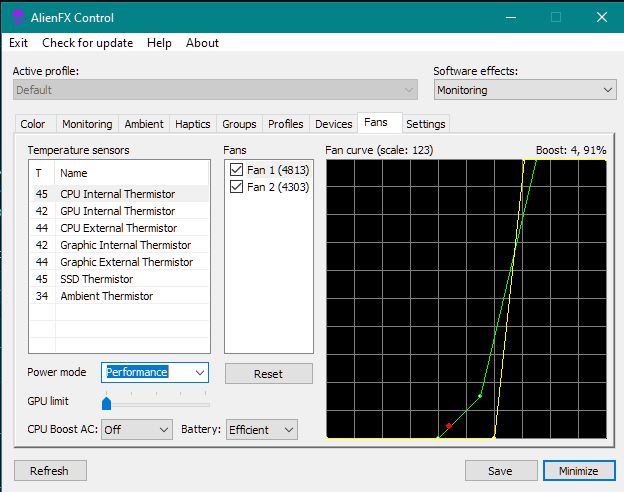 AlienFX Control
Exit Check for update Help About
Active profile: Software effects:
Default Monitoring
Color Monitoring Ambient Haptics Groups Profiles Devices Fans Settings
Temperature sensors Fans Fan curve (scale: 123) Boost: 4, 91%
T Name
Fan 1 (4813)
45 CPU Internal Thermistor
Fan 2 (4303)
42 GPU Internal Thermistor
44 CPU External Thermistor
42 Graphic Internal Thermistor
44 Graphic External Thermistor
45 SSD Thermistor
34 Ambient Thermistor
Power mode Performance Reset
GPU limit
CPU Boost AC: Off Battery: Efficient
Refresh Save Minimize